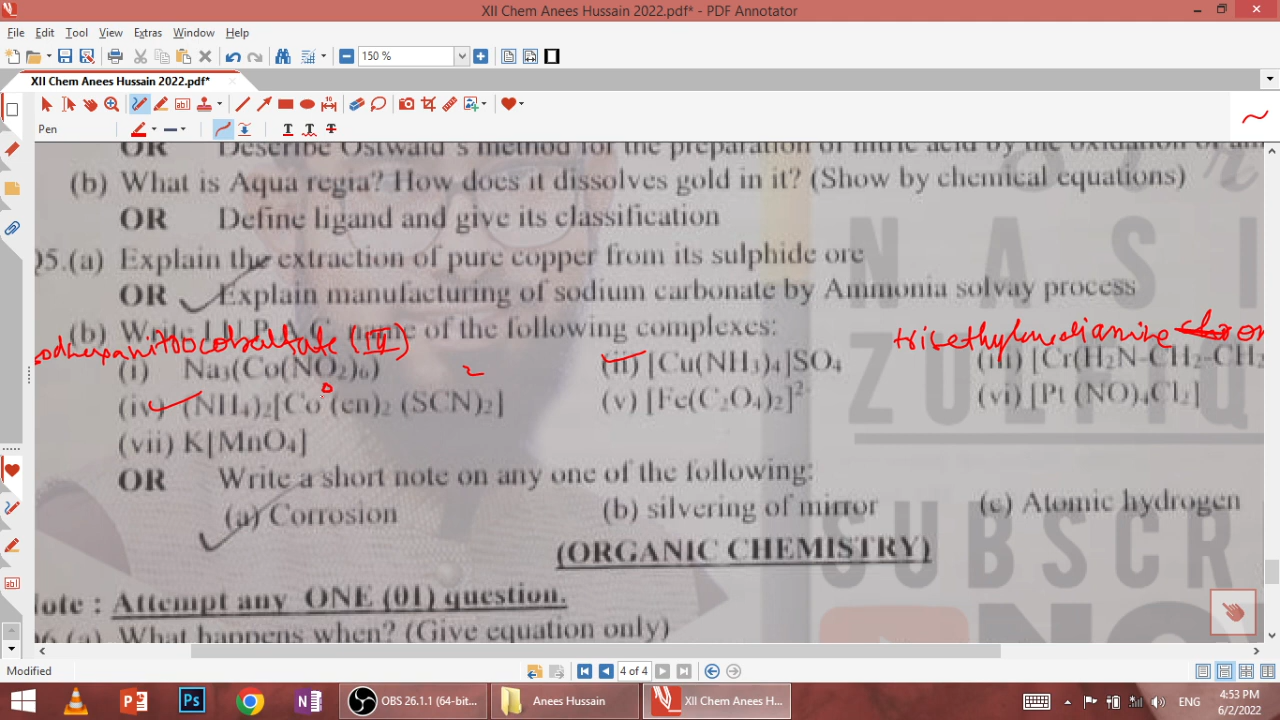 XII Chem Anees Hussain 2022.pdf* - PDF Annotator
File Edit Tool View Extras Window Help
150 %
XII Chem Anees Hussain 2022.pdf*
Pen
OR Describe Ostwald's method for the preparation of nitric acid by the oxidation of
(b) What is Aqua regia? How does it dissolves gold in it? (Show by chemical equations)
OR Define ligand and give its classification
Q5.(a) Explain the extraction of pure copper from its sulphide ore
OR Explain manufacturing of sodium carbonate by Ammonia solvay process
(b) Write I.U.P.A.C. name of the following complexes:
(i) Na₃(Co(NO₂)₆) (ii) [Cu(NH₃)₄]SO₄ (iii) [Cr(H₂N-CH₂-CH₂
(iv) (NH₄)₂[Co(en)₂ (SCN)₂] (v) [Fe(C₂O₄)₂]²⁻ (vi) [Pt (NO)₄Cl₂]
(vii) K[MnO₄]
OR Write a short note on any one of the following:
(a) Corrosion (b) silvering of mirror (c) Atomic hydrogen
(ORGANIC CHEMISTRY)
Note : Attempt any ONE (01) question.
(a) What happens when? (Give equation only)
NASI
ZULFIQ
SUBSCR
NOW
4 of 4
Modified
OBS 26.1.1 (64-bit... Anees Hussain XII Chem Anees H...
ENG
4:53 PM
6/2/2022